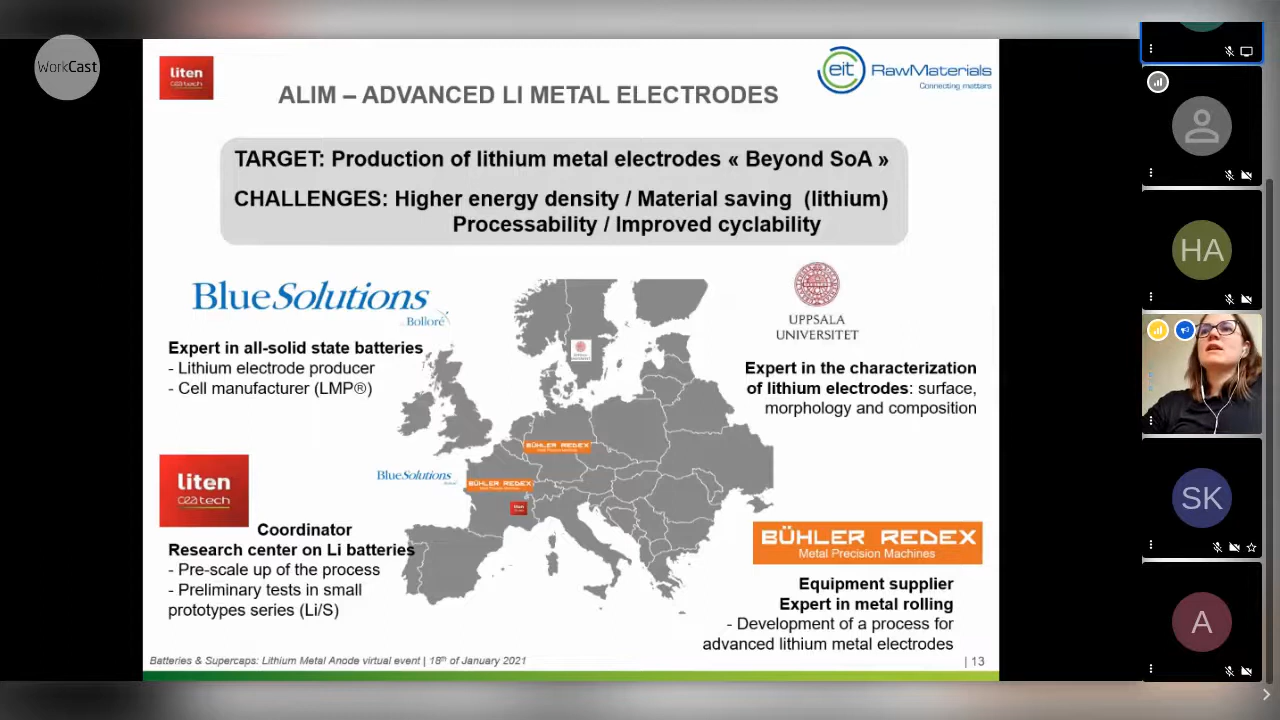 WorkCast
liten
ceatech
ALIM – ADVANCED LI METAL ELECTRODES
eit RawMaterials
Connecting matters
TARGET: Production of lithium metal electrodes « Beyond SoA »
CHALLENGES: Higher energy density / Material saving (lithium)
Processability / Improved cyclability
BlueSolutions
Bolloré
Expert in all-solid state batteries
- Lithium electrode producer
- Cell manufacturer (LMP®)
UPPSALA
UNIVERSITET
Expert in the characterization
of lithium electrodes: surface,
morphology and composition
BÜHLER REDEX
Metal Precision Machines
BlueSolutions
BÜHLER REDEX
liten
liten
ceatech
Coordinator
Research center on Li batteries
- Pre-scale up of the process
- Preliminary tests in small
prototypes series (Li/S)
BÜHLER REDEX
Metal Precision Machines
Equipment supplier
Expert in metal rolling
- Development of a process for
advanced lithium metal electrodes
Batteries & Supercaps: Lithium Metal Anode virtual event | 18th of January 2021
| 13
HA
SK
A